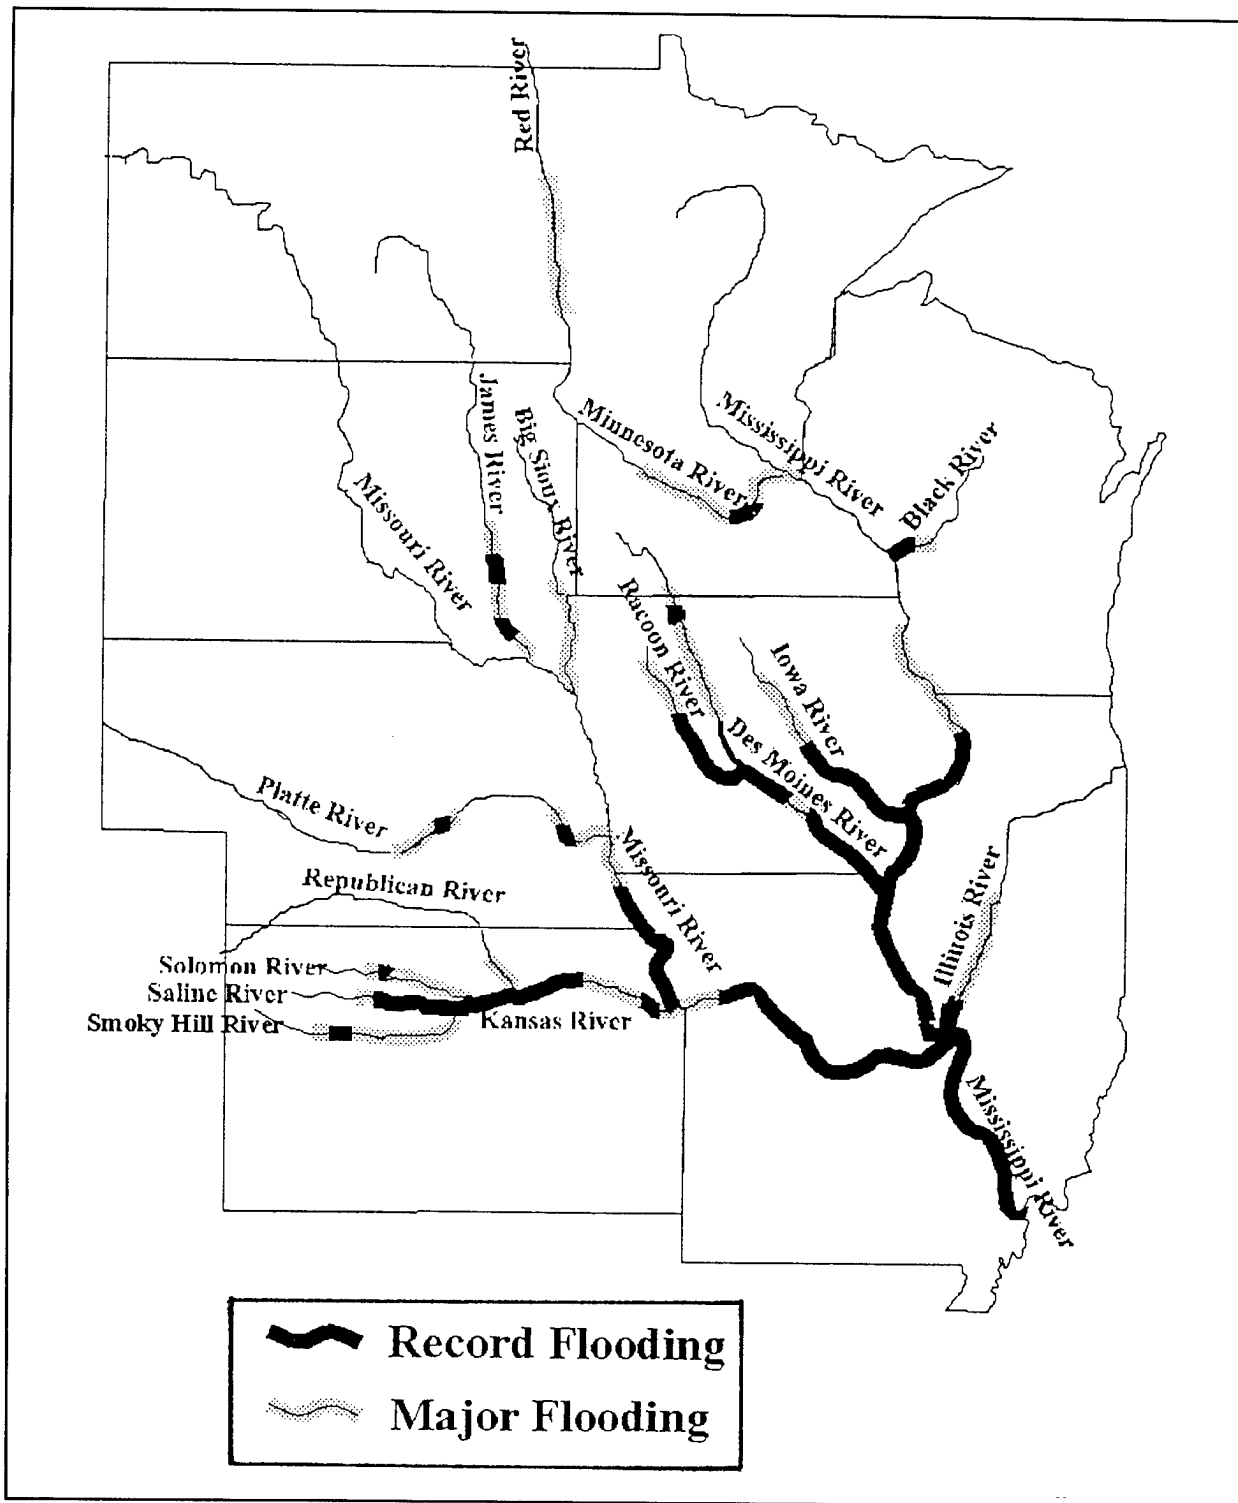 Red River
James River
Big Sioux River
Minnesota River
Mississippi River
Black River
Missouri River
Racoon River
Iowa River
Des Moines River
Platte River
Missouri River
Republican River
Illinois River
Solomon River
Saline River
Smoky Hill River
Kansas River
Mississippi River
Record Flooding
Major Flooding